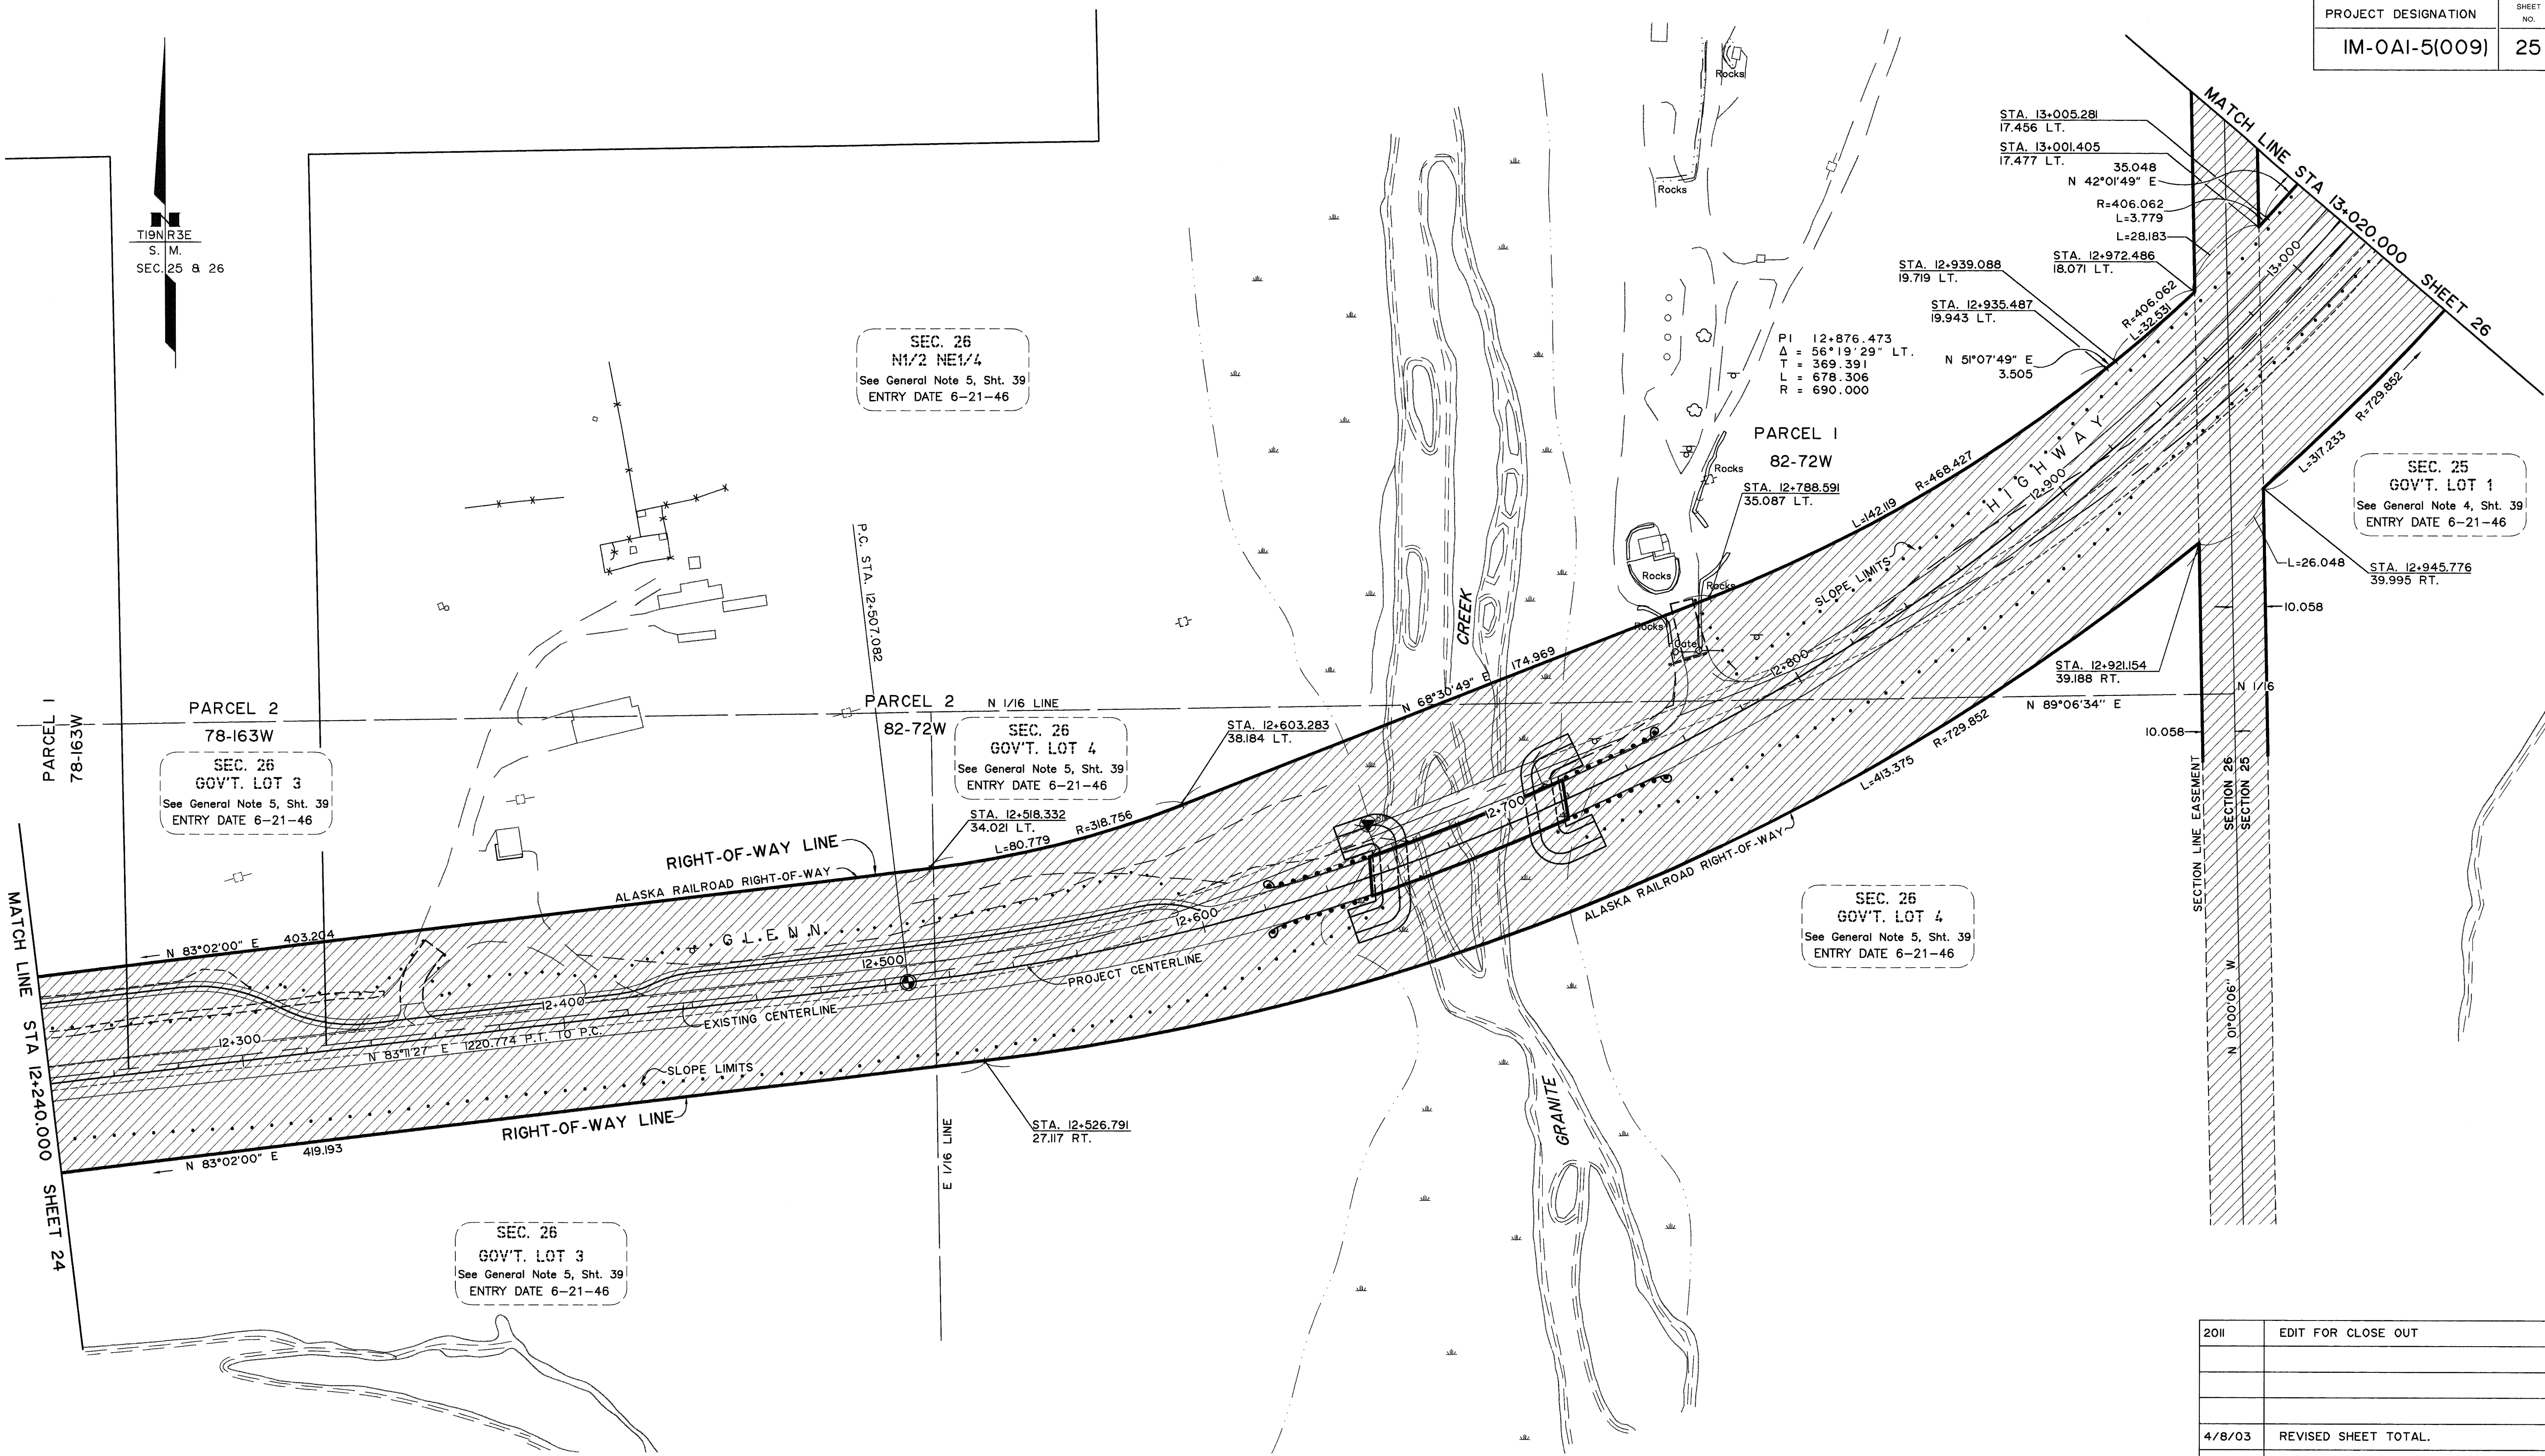 PROJECT DESIGNATION
SHEET
NO.
IM-0A1-5(009)
25
T19N R3E
S. M.
SEC. 25 & 26
N
SEC. 26
N1/2 NE1/4
See General Note 5, Sht. 39
ENTRY DATE 6-21-46
Rocks
Rocks
MATCH LINE STA 13+020.000 SHEET 26
STA. 13+005.281
17.456 LT.
STA. 13+001.405
17.477 LT.
35.048
N 42°01'49" E
R=406.062
L=3.779
L=28.183
STA. 12+972.486
18.071 LT.
STA. 12+939.088
19.719 LT.
STA. 12+935.487
19.943 LT.
R=406.062
L=32.531
N 51°07'49" E
3.505
13+000
PI 12+876.473
Δ = 56°19'29" LT.
T = 369.391
L = 678.306
R = 690.000
PARCEL 1
82-72W
STA. 12+788.591
35.087 LT.
Rocks
Rocks
Rocks
Rocks
Gate
L=142.119
R=468.427
HIGHWAY
12+900
SLOPE LIMITS
R=729.852
L=317.233
SEC. 25
GOV'T. LOT 1
See General Note 4, Sht. 39
ENTRY DATE 6-21-46
L=26.048
STA. 12+945.776
39.995 RT.
10.058
STA. 12+921.154
39.188 RT.
N 1/16
N 89°06'34" E
10.058
SECTION LINE EASEMENT
SECTION 26
SECTION 25
N 01°00'06" W
P.C. STA. 12+507.082
CREEK
N 68°30'49" E
174.969
12+800
R=729.852
L=413.375
PARCEL 1
78-163W
PARCEL 2
78-163W
SEC. 26
GOV'T. LOT 3
See General Note 5, Sht. 39
ENTRY DATE 6-21-46
PARCEL 2
82-72W
N 1/16 LINE
SEC. 26
GOV'T. LOT 4
See General Note 5, Sht. 39
ENTRY DATE 6-21-46
STA. 12+603.283
38.184 LT.
STA. 12+518.332
34.021 LT.
L=80.779
R=318.756
RIGHT-OF-WAY LINE
ALASKA RAILROAD RIGHT-OF-WAY
12+700
ALASKA RAILROAD RIGHT-OF-WAY
SEC. 26
GOV'T. LOT 4
See General Note 5, Sht. 39
ENTRY DATE 6-21-46
MATCH LINE STA 12+240.000 SHEET 24
N 83°02'00" E 403.204
GLENN
12+600
12+500
12+400
12+300
PROJECT CENTERLINE
EXISTING CENTERLINE
N 83°11'27" E 1220.774 P.T. TO P.C.
SLOPE LIMITS
RIGHT-OF-WAY LINE
N 83°02'00" E 419.193
STA. 12+526.791
27.117 RT.
E 1/16 LINE
GRANITE
SEC. 26
GOV'T. LOT 3
See General Note 5, Sht. 39
ENTRY DATE 6-21-46
2011 EDIT FOR CLOSE OUT
4/8/03 REVISED SHEET TOTAL.